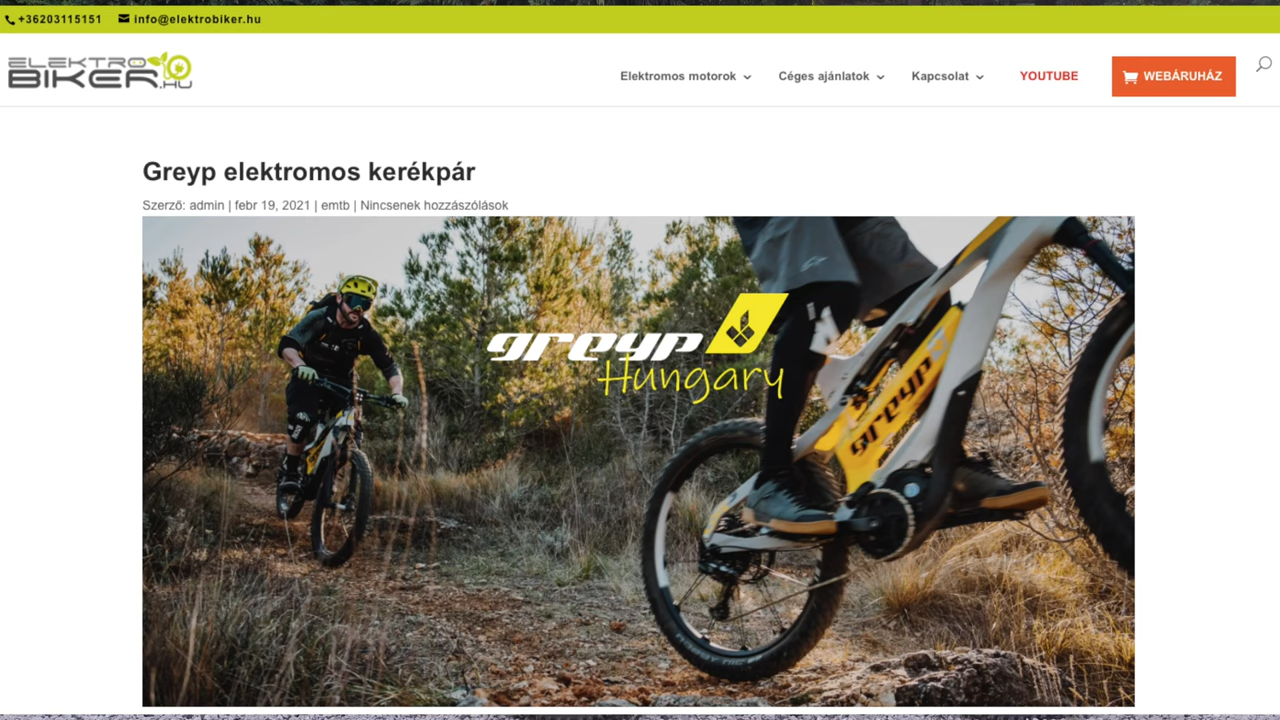 +36203115151 info@elektrobiker.hu
ELEKTRO
BIKER.HU
Elektromos motorok Céges ajánlatok Kapcsolat YOUTUBE WEBÁRUHÁZ
Greyp elektromos kerékpár
Szerző: admin | febr 19, 2021 | emtb | Nincsenek hozzászólások
greyp
Hungary
greyp